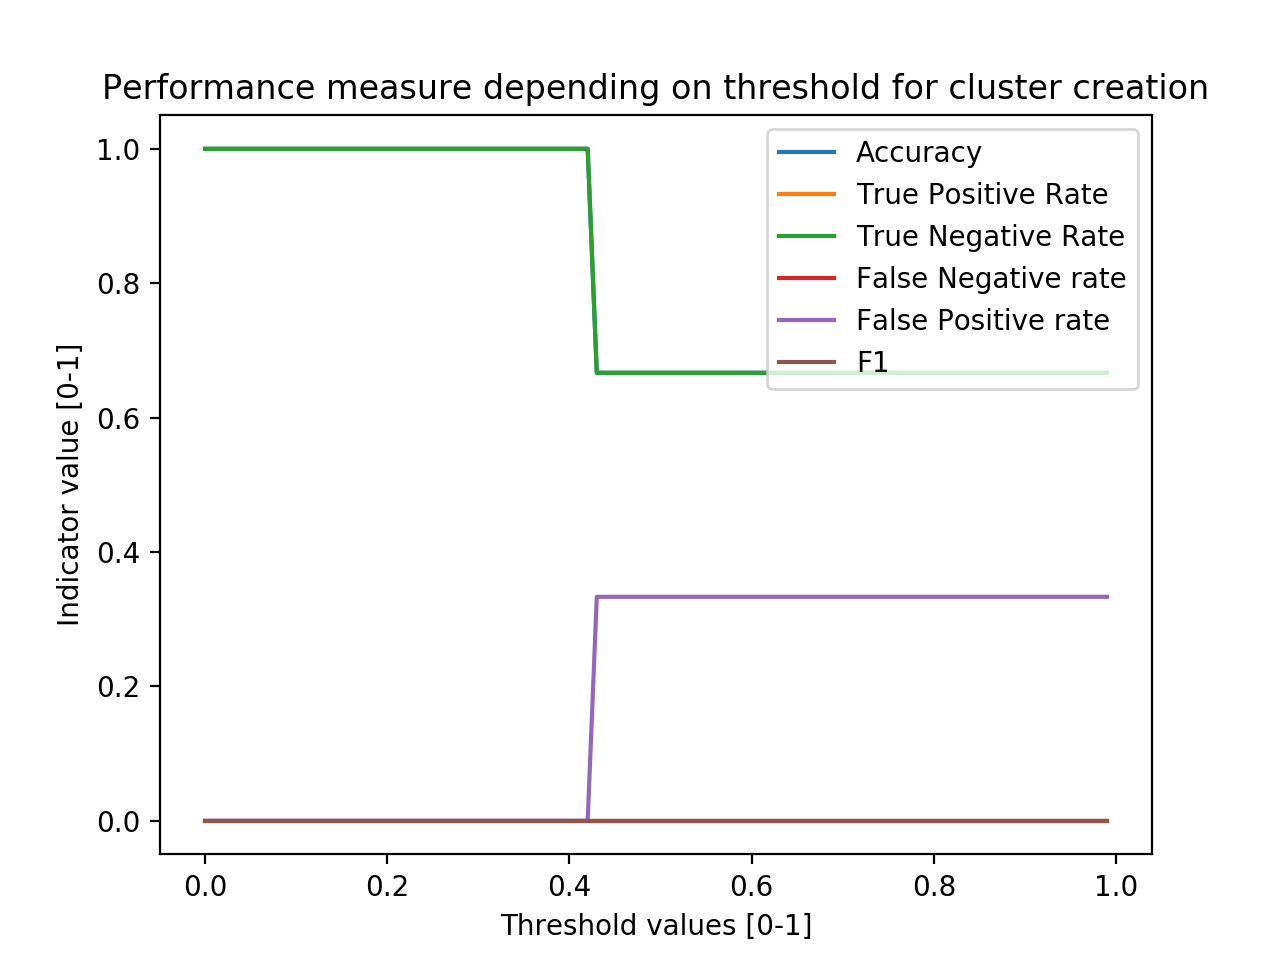 Performance measure depending on threshold for cluster creation
1.0
0.8
0.6
0.4
0.2
0.0
Indicator value [0-1]
Accuracy
True Positive Rate
True Negative Rate
False Negative rate
False Positive rate
F1
0.0 0.2 0.4 0.6 0.8 1.0
Threshold values [0-1]